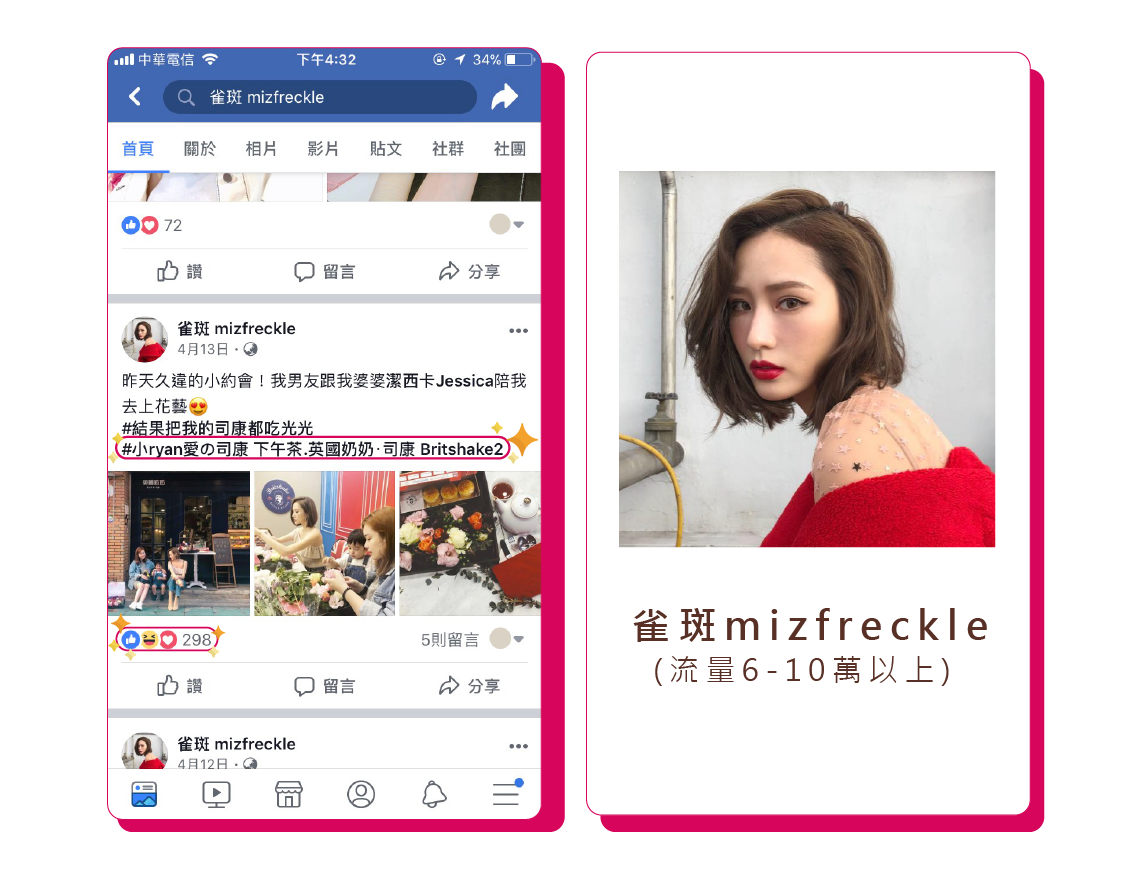 中華電信
下午4:32
34%
雀斑 mizfreckle
首頁 關於 相片 影片 貼文 社群 社團
72
讚 留言 分享
雀斑 mizfreckle
4月13日
昨天久違的小約會！我男友跟我婆婆潔西卡Jessica陪我
去上花藝😍
#結果把我的司康都吃光光
#小ryan愛の司康 下午茶.英國奶奶·司康 Britshake2
298
5則留言
讚 留言 分享
雀斑 mizfreckle
4月12日
雀斑mizfreckle
(流量6-10萬以上)